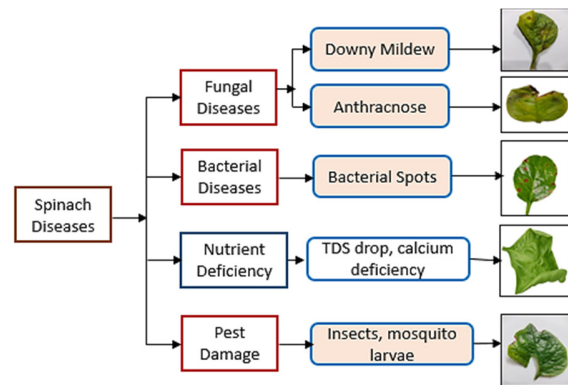 Spinach
Diseases
Fungal
Diseases
Downy Mildew
Anthracnose
Bacterial
Diseases
Bacterial Spots
Nutrient
Deficiency
TDS drop, calcium
deficiency
Pest
Damage
Insects, mosquito
larvae